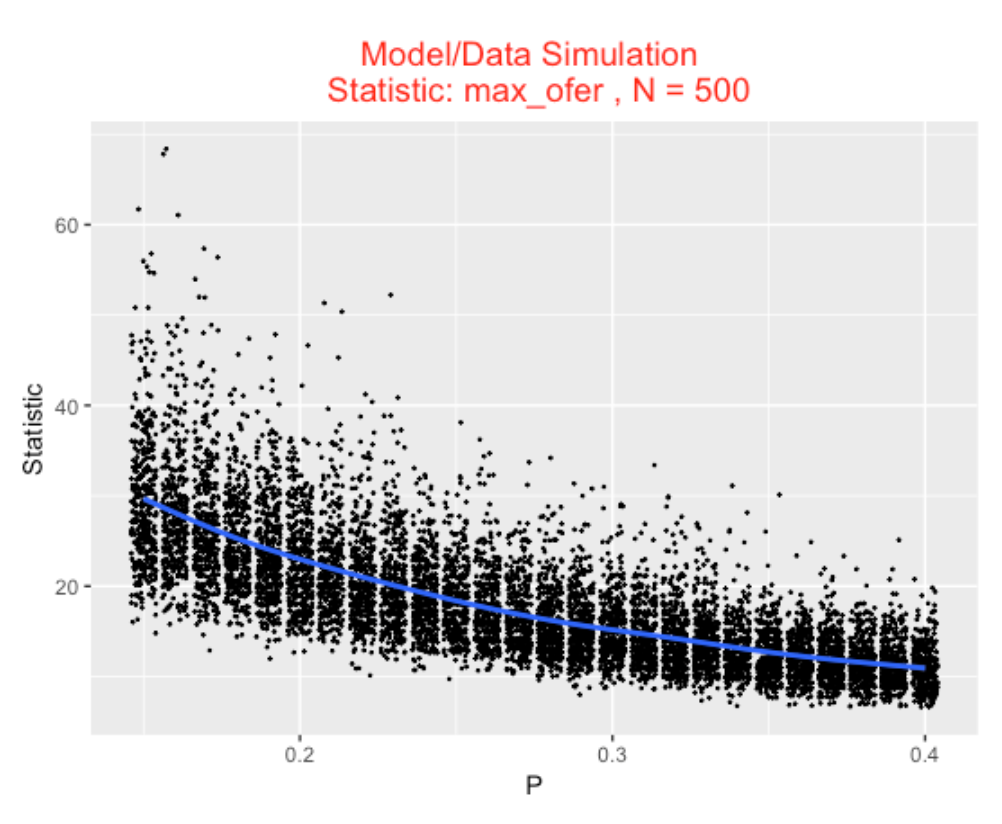 Model/Data Simulation
Statistic: max_ofer , N = 500
60
40
20
Statistic
0.2
0.3
0.4
P